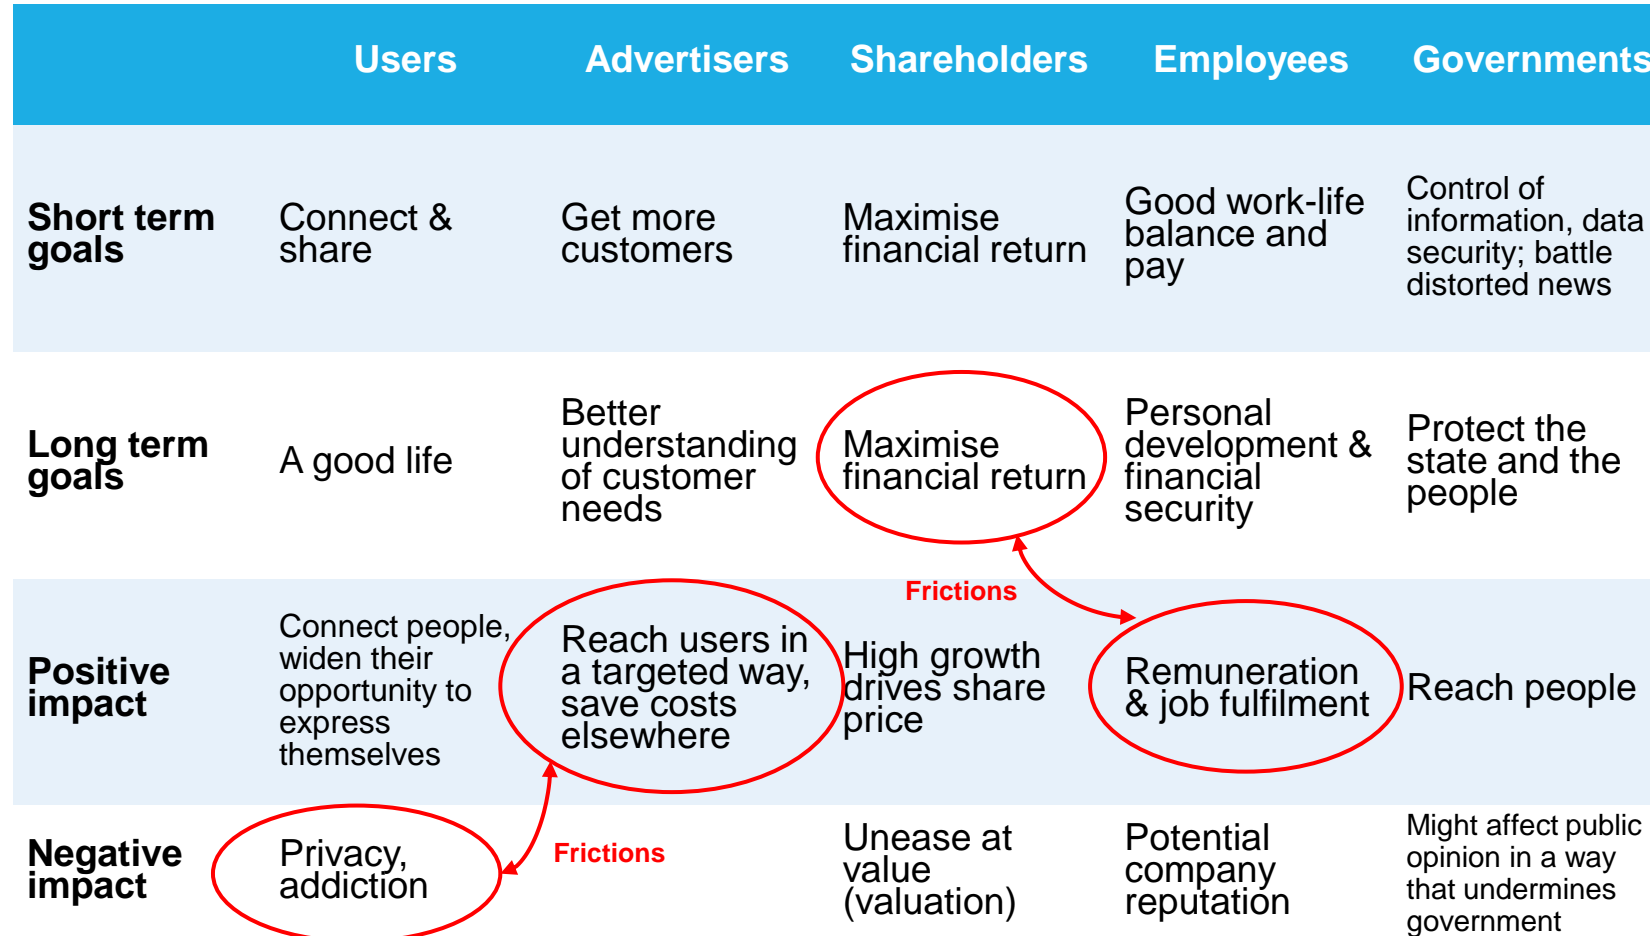 Users
Advertisers
Shareholders
Employees
Governments
Short term
goals
Connect &
share
Get more
customers
Maximise
financial return
Good work-life
balance and
pay
Control of
information, data
security; battle
distorted news
Long term
goals
A good life
Better
understanding
of customer
needs
Maximise
financial return
Personal
development &
financial
security
Protect the
state and the
people
Frictions
Positive
impact
Connect people,
widen their
opportunity to
express
themselves
Reach users in
a targeted way,
save costs
elsewhere
High growth
drives share
price
Remuneration
& job fulfilment
Reach people
Negative
impact
Privacy,
addiction
Frictions
Unease at
value
(valuation)
Potential
company
reputation
Might affect public
opinion in a way
that undermines
government